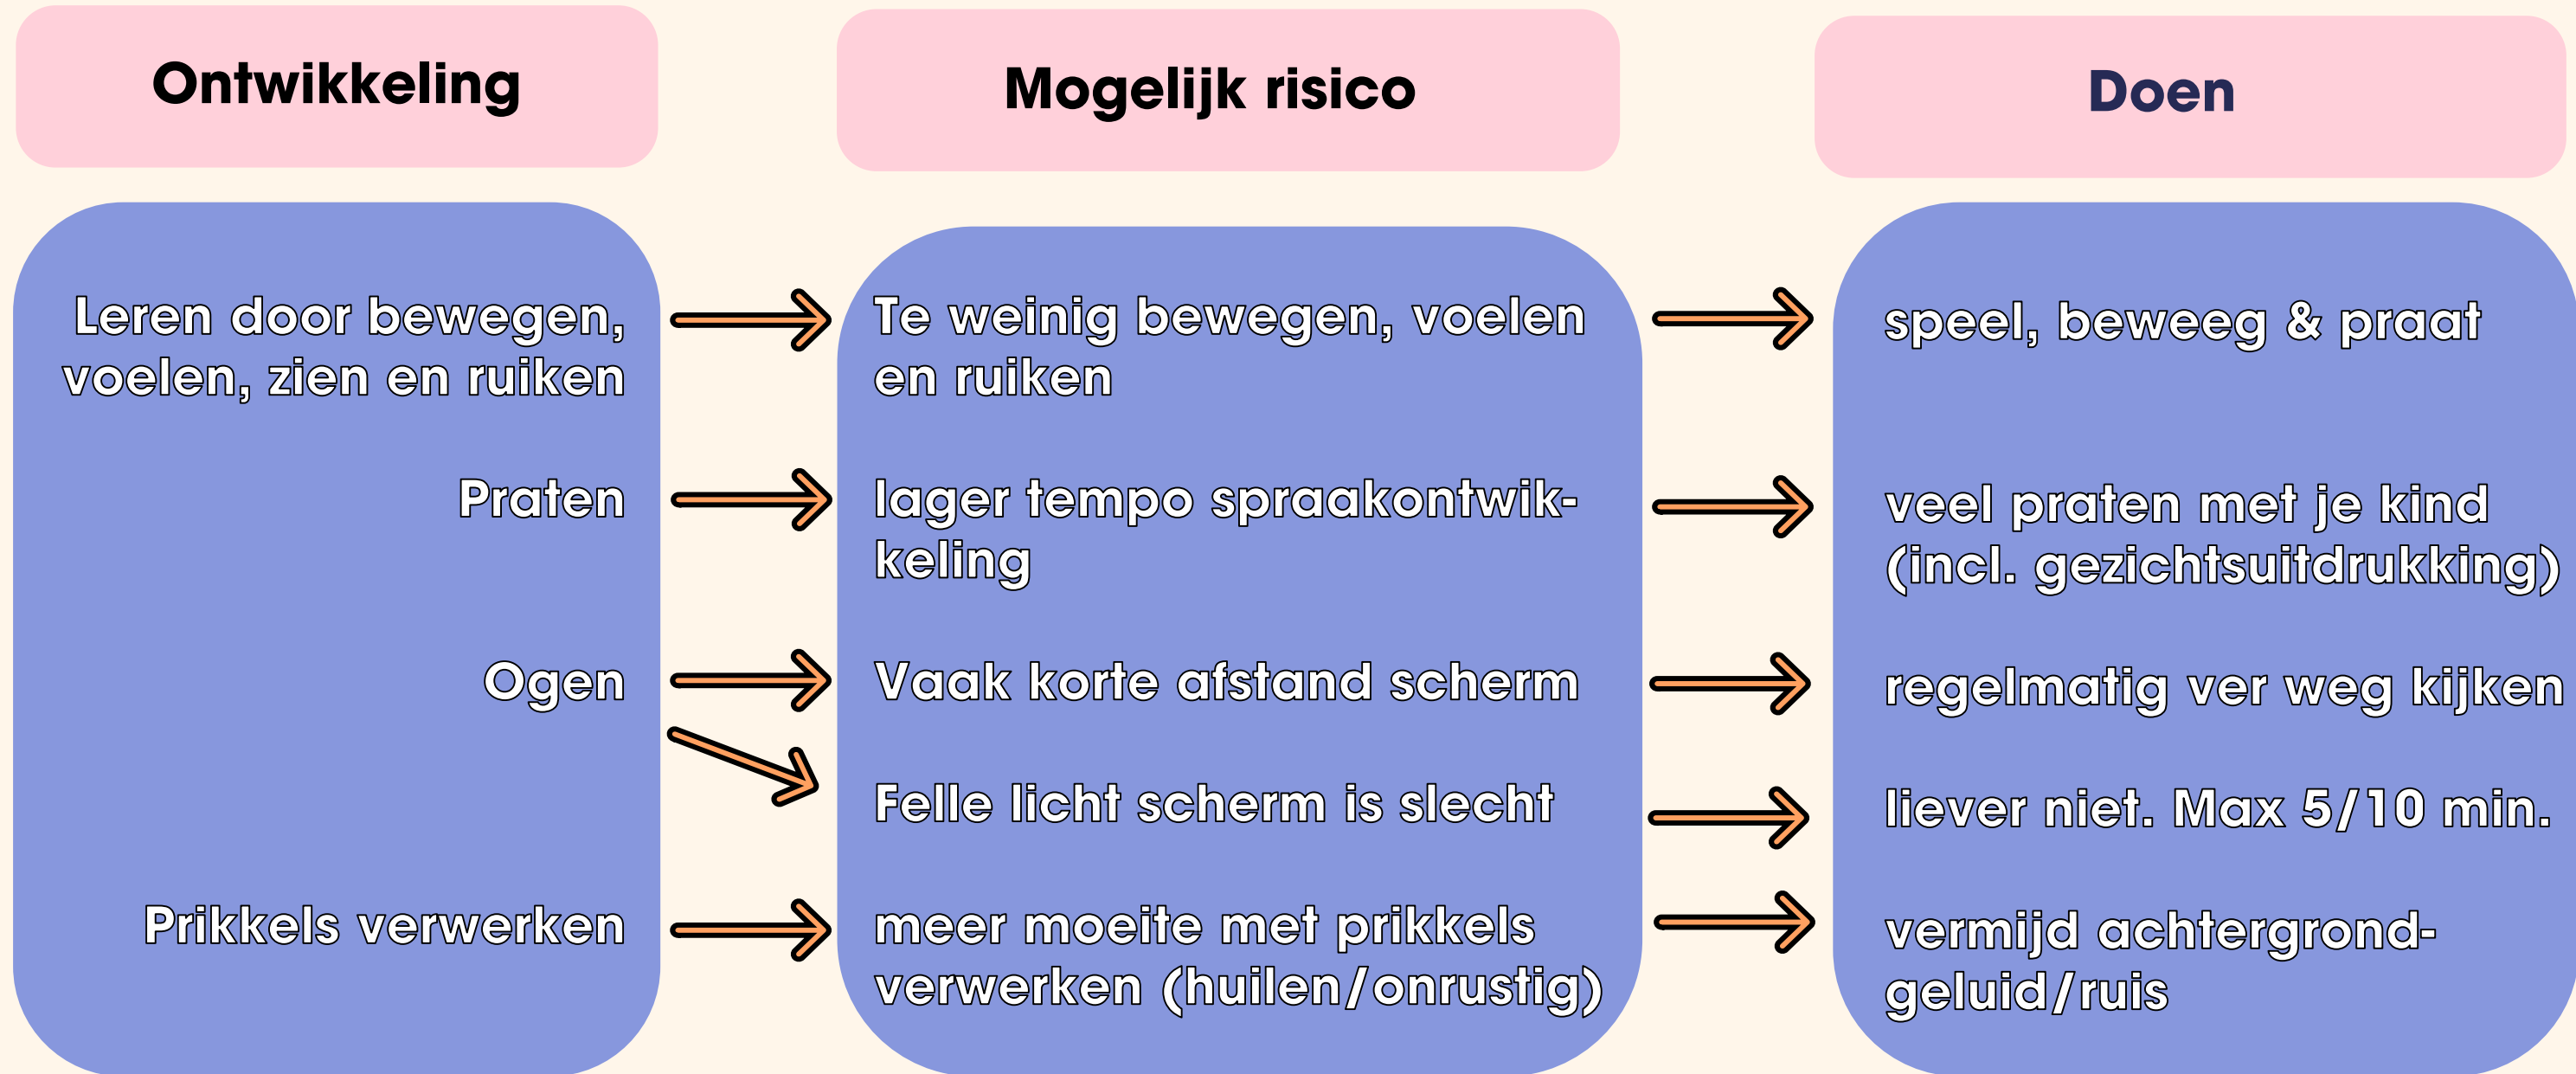 Ontwikkeling
Mogelijk risico
Doen
Leren door bewegen,
voelen, zien en ruiken
Te weinig bewegen, voelen
en ruiken
speel, beweeg & praat
Praten
lager tempo spraakontwik-
keling
veel praten met je kind
(incl. gezichtsuitdrukking)
Ogen
Vaak korte afstand scherm
regelmatig ver weg kijken
Felle licht scherm is slecht
liever niet. Max 5/10 min.
Prikkels verwerken
meer moeite met prikkels
verwerken (huilen/onrustig)
vermijd achtergrond-
geluid/ruis